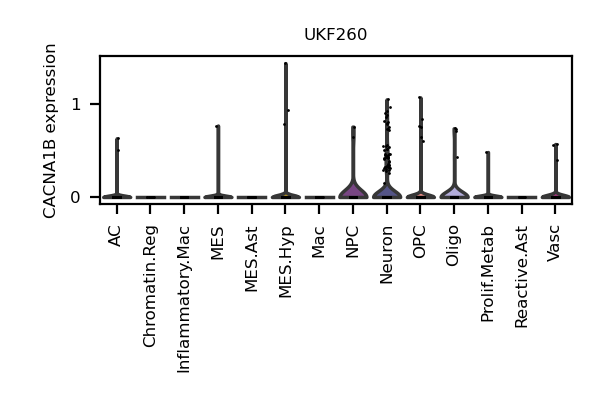 UKF260
CACNA1B expression
1
0
AC
Chromatin.Reg
Inflammatory.Mac
MES
MES.Ast
MES.Hyp
Mac
NPC
Neuron
OPC
Oligo
Prolif.Metab
Reactive.Ast
Vasc